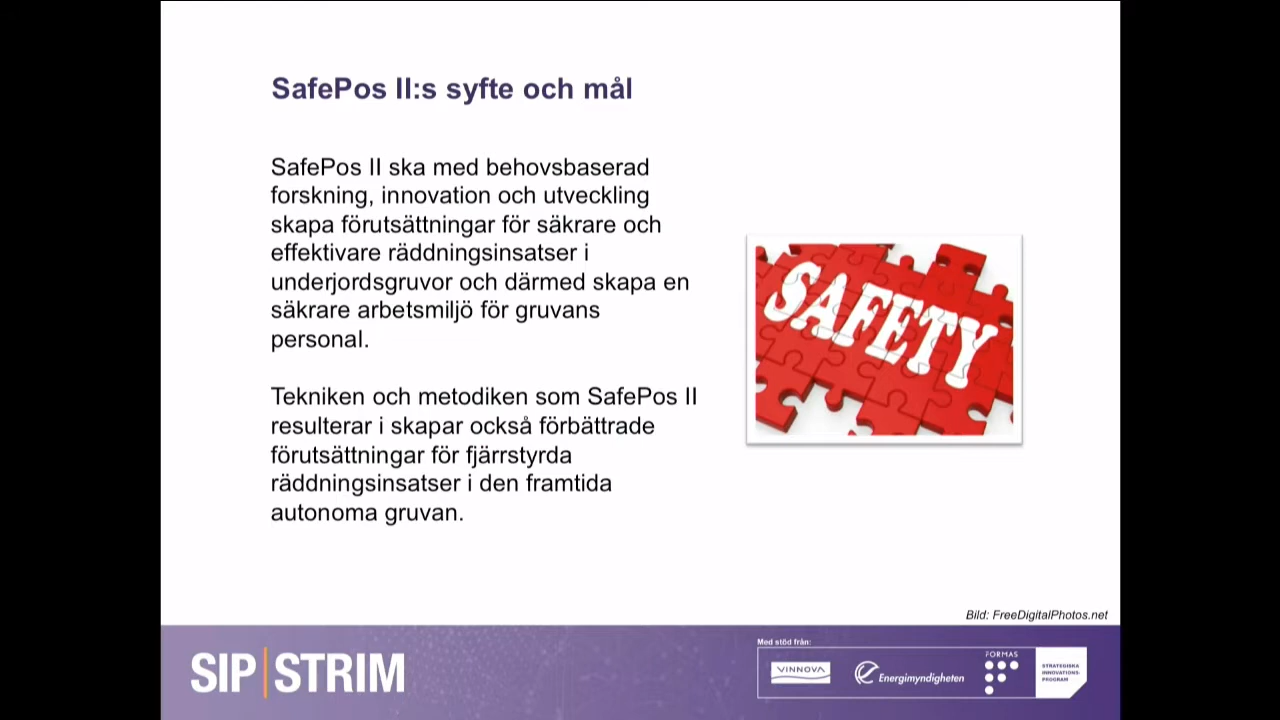 SafePos II:s syfte och mål
SafePos II ska med behovsbaserad
forskning, innovation och utveckling
skapa förutsättningar för säkrare och
effektivare räddningsinsatser i
underjordsgruvor och därmed skapa en
säkrare arbetsmiljö för gruvans
personal.
Tekniken och metodiken som SafePos II
resulterar i skapar också förbättrade
förutsättningar för fjärrstyrda
räddningsinsatser i den framtida
autonoma gruvan.
SAFETY
Bild: FreeDigitalPhotos.net
SIP STRIM
Med stöd från:
VINNOVA
Energimyndigheten
FORMAS
STRATEGISKA
INNOVATIONS-
PROGRAM